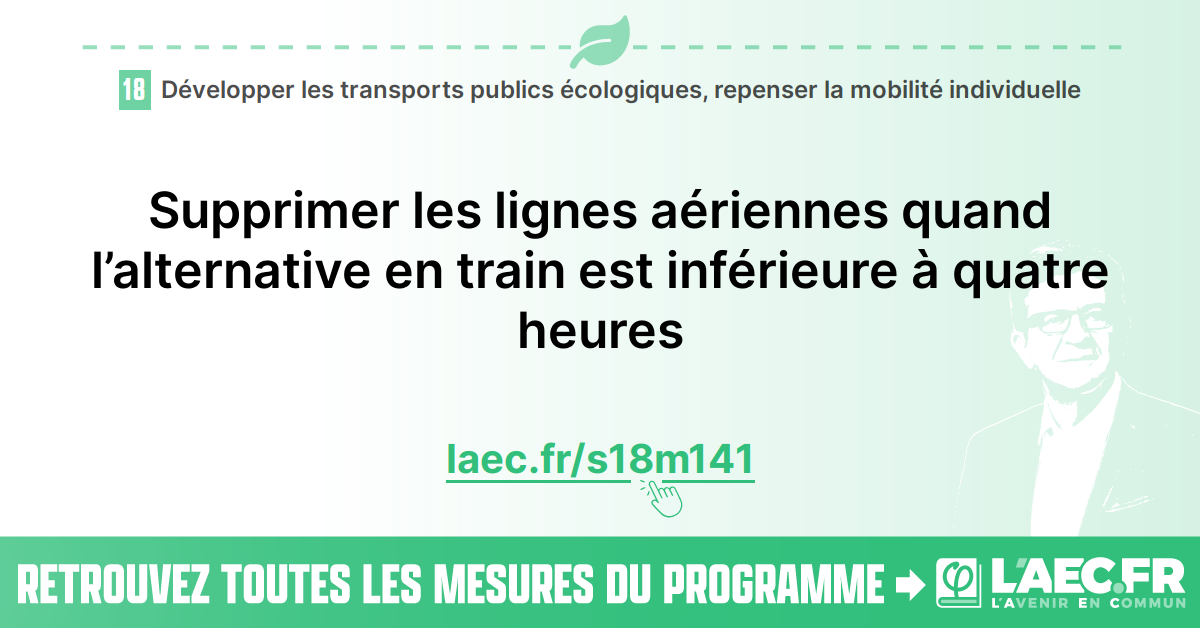 18 Développer les transports publics écologiques, repenser la mobilité individuelle
Supprimer les lignes aériennes quand
l’alternative en train est inférieure à quatre
heures
laec.fr/s18m141
RETROUVEZ TOUTES LES MESURES DU PROGRAMME
φ L'AEC.FR
L'AVENIR EN COMMUN